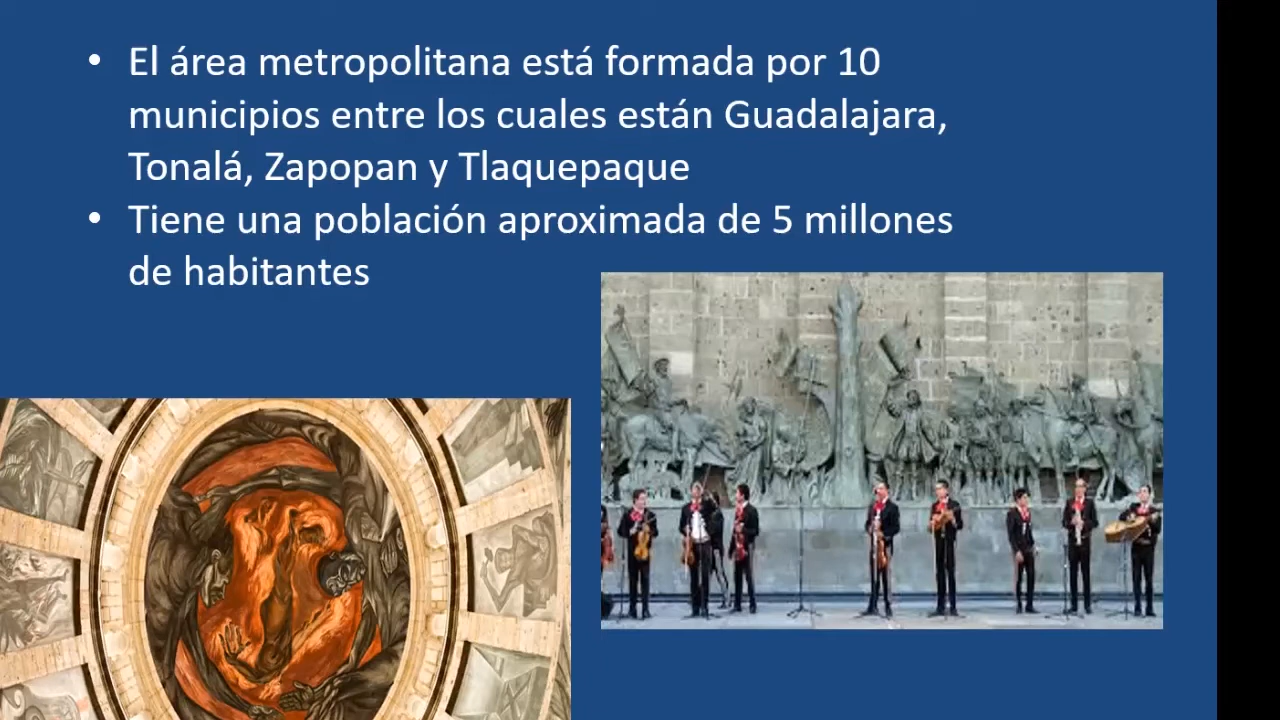 • El área metropolitana está formada por 10
municipios entre los cuales están Guadalajara,
Tonalá, Zapopan y Tlaquepaque
• Tiene una población aproximada de 5 millones
de habitantes